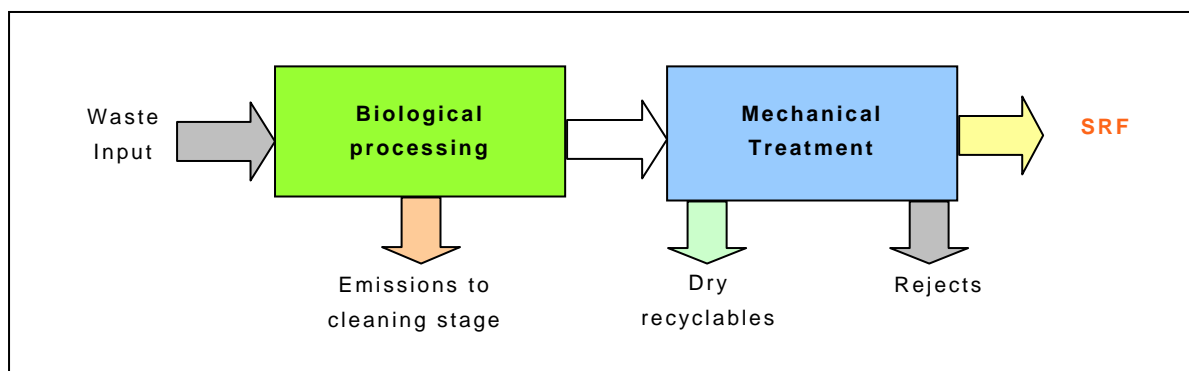 Waste
Input
Biological
processing
Mechanical
Treatment
SRF
Emissions to
cleaning stage
Dry
recyclables
Rejects